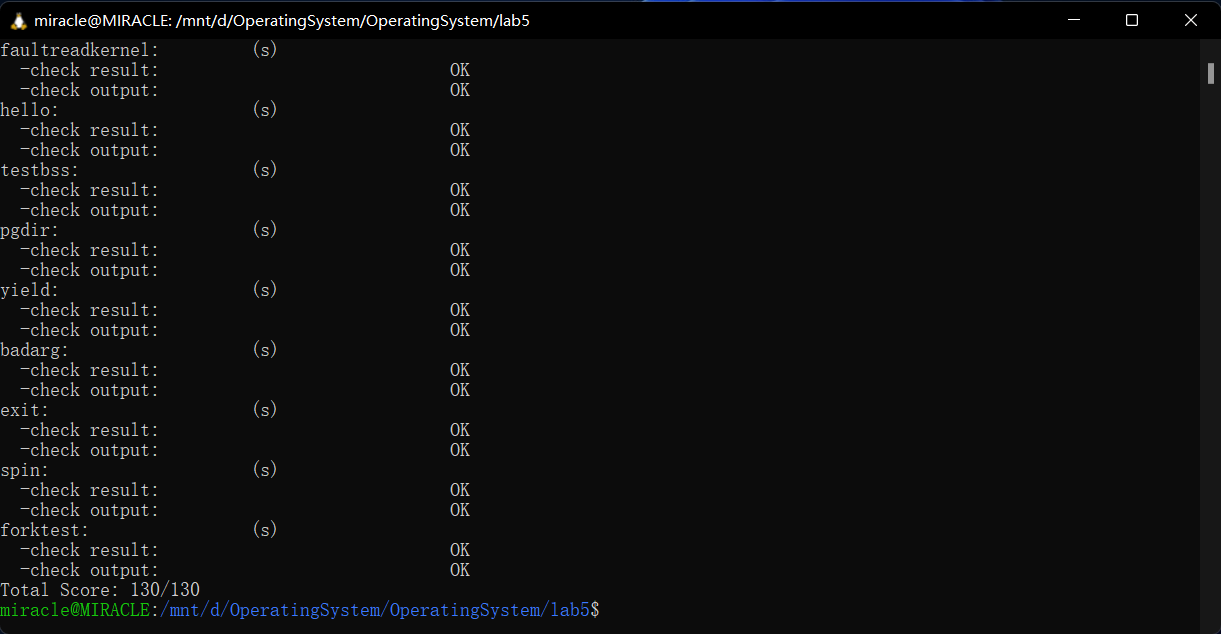 miracle@MIRACLE: /mnt/d/OperatingSystem/OperatingSystem/lab5
faultreadkernel: (s)
-check result: OK
-check output: OK
hello: (s)
-check result: OK
-check output: OK
testbss: (s)
-check result: OK
-check output: OK
pgdir: (s)
-check result: OK
-check output: OK
yield: (s)
-check result: OK
-check output: OK
badarg: (s)
-check result: OK
-check output: OK
exit: (s)
-check result: OK
-check output: OK
spin: (s)
-check result: OK
-check output: OK
forktest: (s)
-check result: OK
-check output: OK
Total Score: 130/130
miracle@MIRACLE:/mnt/d/OperatingSystem/OperatingSystem/lab5$